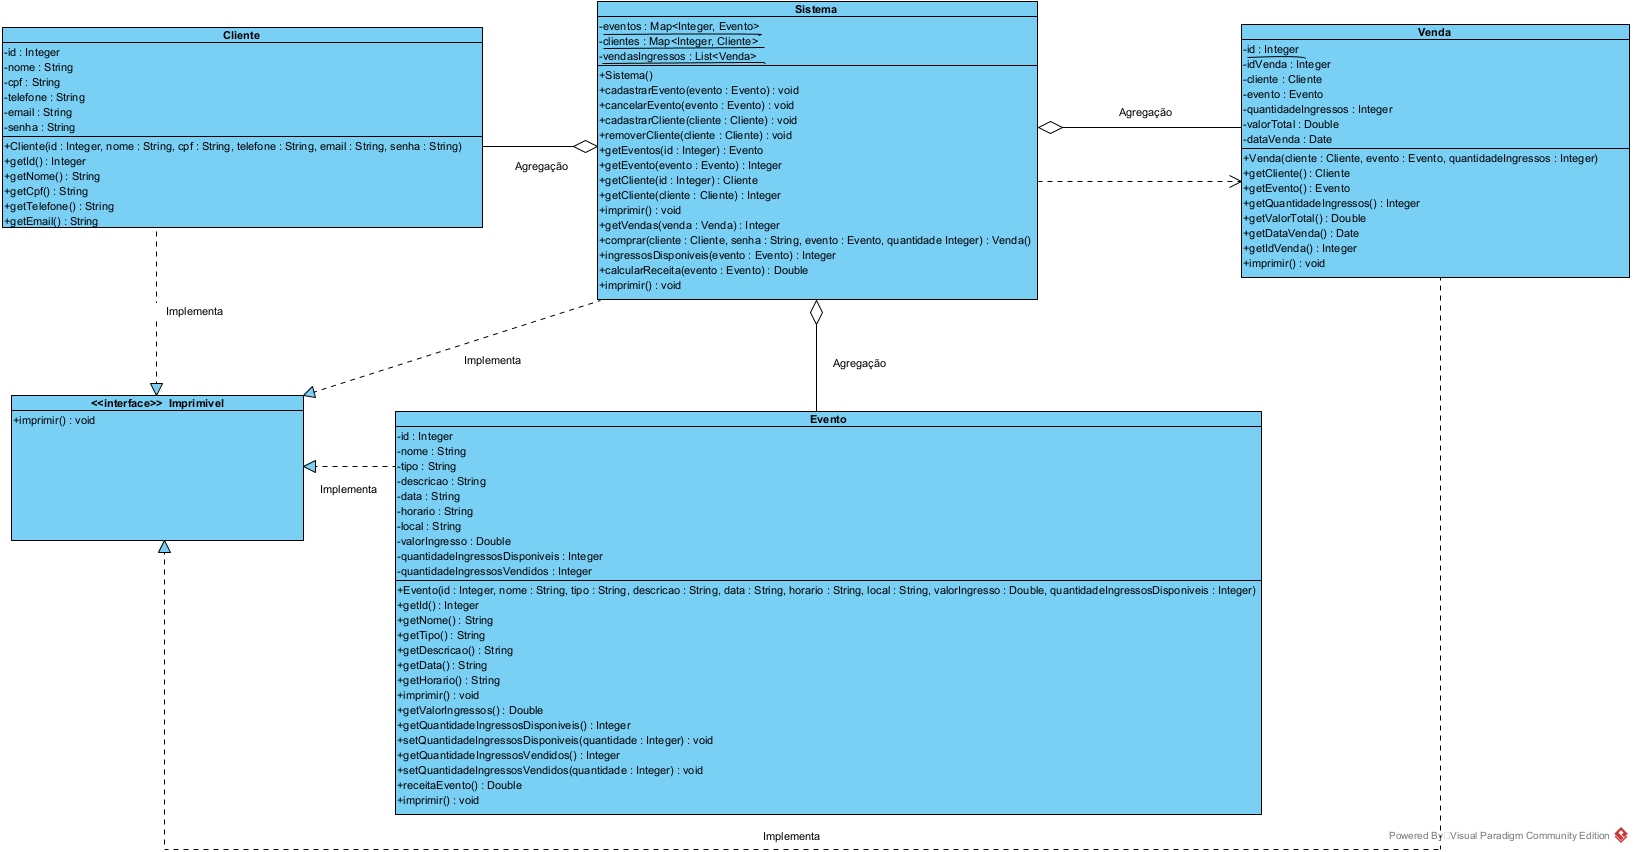 Cliente
-id : Integer
-nome : String
-cpf : String
-telefone : String
-email : String
-senha : String
+Cliente(id : Integer, nome : String, cpf : String, telefone : String, email : String, senha : String)
+getId() : Integer
+getNome() : String
+getCpf() : String
+getTelefone() : String
+getEmail() : String
Agregação
Sistema
-eventos : Map<Integer, Evento>
-clientes : Map<Integer, Cliente>
-vendasIngressos : List<Venda>
+Sistema()
+cadastrarEvento(evento : Evento) : void
+cancelarEvento(evento : Evento) : void
+cadastrarCliente(cliente : Cliente) : void
+removerCliente(cliente : Cliente) : void
+getEventos(id : Integer) : Evento
+getEvento(evento : Evento) : Integer
+getCliente(id : Integer) : Cliente
+getCliente(cliente : Cliente) : Integer
+imprimir() : void
+getVendas(venda : Venda) : Integer
+comprar(cliente : Cliente, senha : String, evento : Evento, quantidade Integer) : Venda()
+ingressosDisponiveis(evento : Evento) : Integer
+calcularReceita(evento : Evento) : Double
+imprimir() : void
Agregação
Venda
-id : Integer
-idVenda : Integer
-cliente : Cliente
-evento : Evento
-quantidadeIngressos : Integer
-valorTotal : Double
-dataVenda : Date
+Venda(cliente : Cliente, evento : Evento, quantidadeIngressos : Integer)
+getCliente() : Cliente
+getEvento() : Evento
+getQuantidadeIngressos() : Integer
+getValorTotal() : Double
+getDataVenda() : Date
+getIdVenda() : Integer
+imprimir() : void
Implementa
Implementa
Agregação
<<interface>> Imprimivel
+imprimir() : void
Implementa
Evento
-id : Integer
-nome : String
-tipo : String
-descricao : String
-data : String
-horario : String
-local : String
-valorIngresso : Double
-quantidadeIngressosDisponiveis : Integer
-quantidadeIngressosVendidos : Integer
+Evento(id : Integer, nome : String, tipo : String, descricao : String, data : String, horario : String, local : String, valorIngresso : Double, quantidadeIngressosDisponiveis : Integer)
+getId() : Integer
+getNome() : String
+getTipo() : String
+getDescricao() : String
+getData() : String
+getHorario() : String
+imprimir() : void
+getValorIngressos() : Double
+getQuantidadeIngressosDisponiveis() : Integer
+setQuantidadeIngressosDisponiveis(quantidade : Integer) : void
+getQuantidadeIngressosVendidos() : Integer
+setQuantidadeIngressosVendidos(quantidade : Integer) : void
+receitaEvento() : Double
+imprimir() : void
Implementa
Powered By Visual Paradigm Community Edition